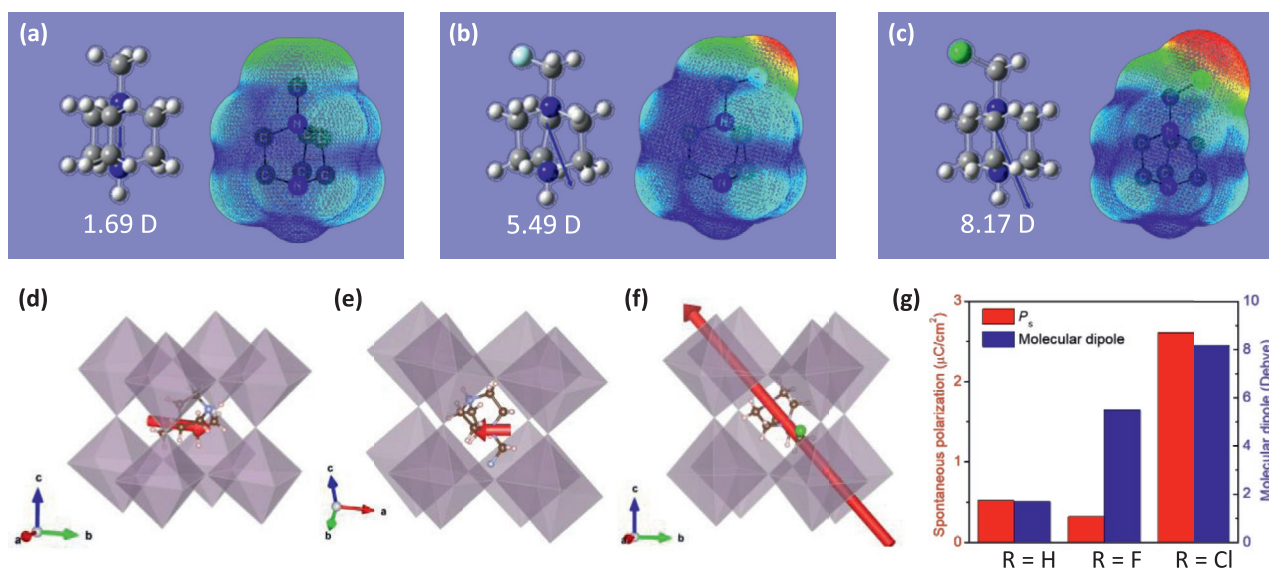 (a)
1.69 D
(b)
5.49 D
(c)
8.17 D
(d)
c
a
b
(e)
c
a
b
(f)
c
a
b
(g)
Spontaneous polarization (μC/cm²)
3
2
1
0
Ps
Molecular dipole
10
8
6
4
2
0
Molecular dipole (Debye)
R = H
R = F
R = Cl